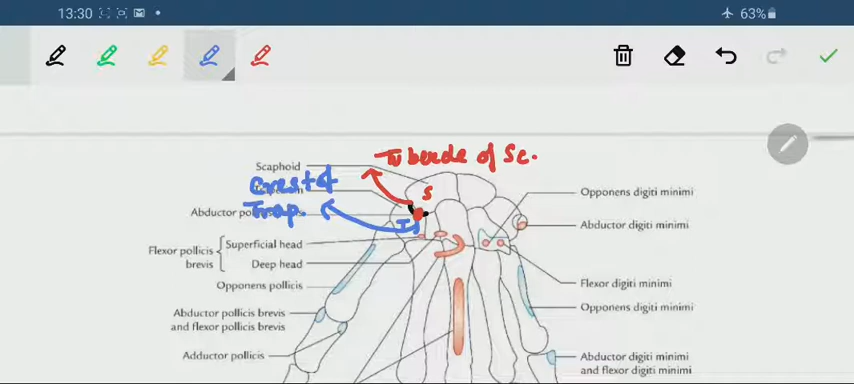 13:30
63%
Tubercle of Sc.
Scaphoid
Crest of
Trap.
S
Opponens digiti minimi
Abductor digiti minimi
Superficial head
Flexor pollicis
brevis
Deep head
Opponens pollicis
Flexor digiti minimi
Opponens digiti minimi
Abductor pollicis brevis
and flexor pollicis brevis
Adductor pollicis
Abductor digiti minimi
and flexor digiti minimi